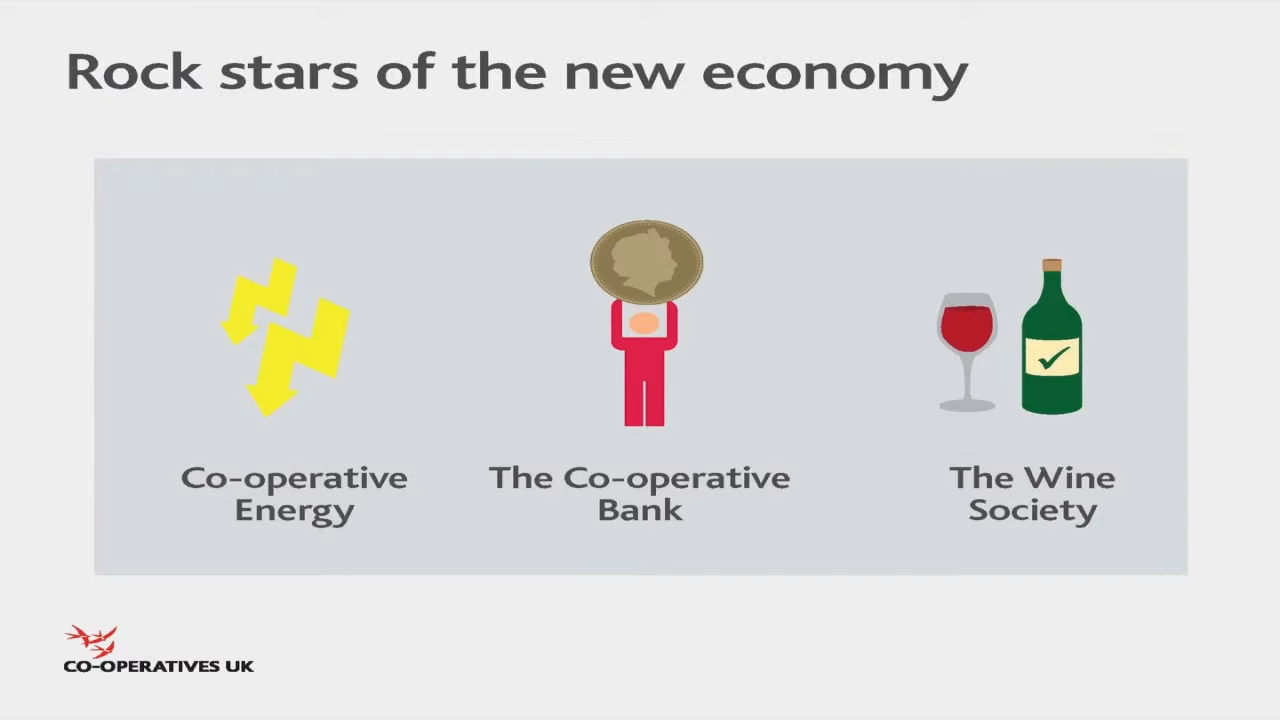 Rock stars of the new economy
Co-operative
Energy
The Co-operative
Bank
The Wine
Society
CO-OPERATIVES UK